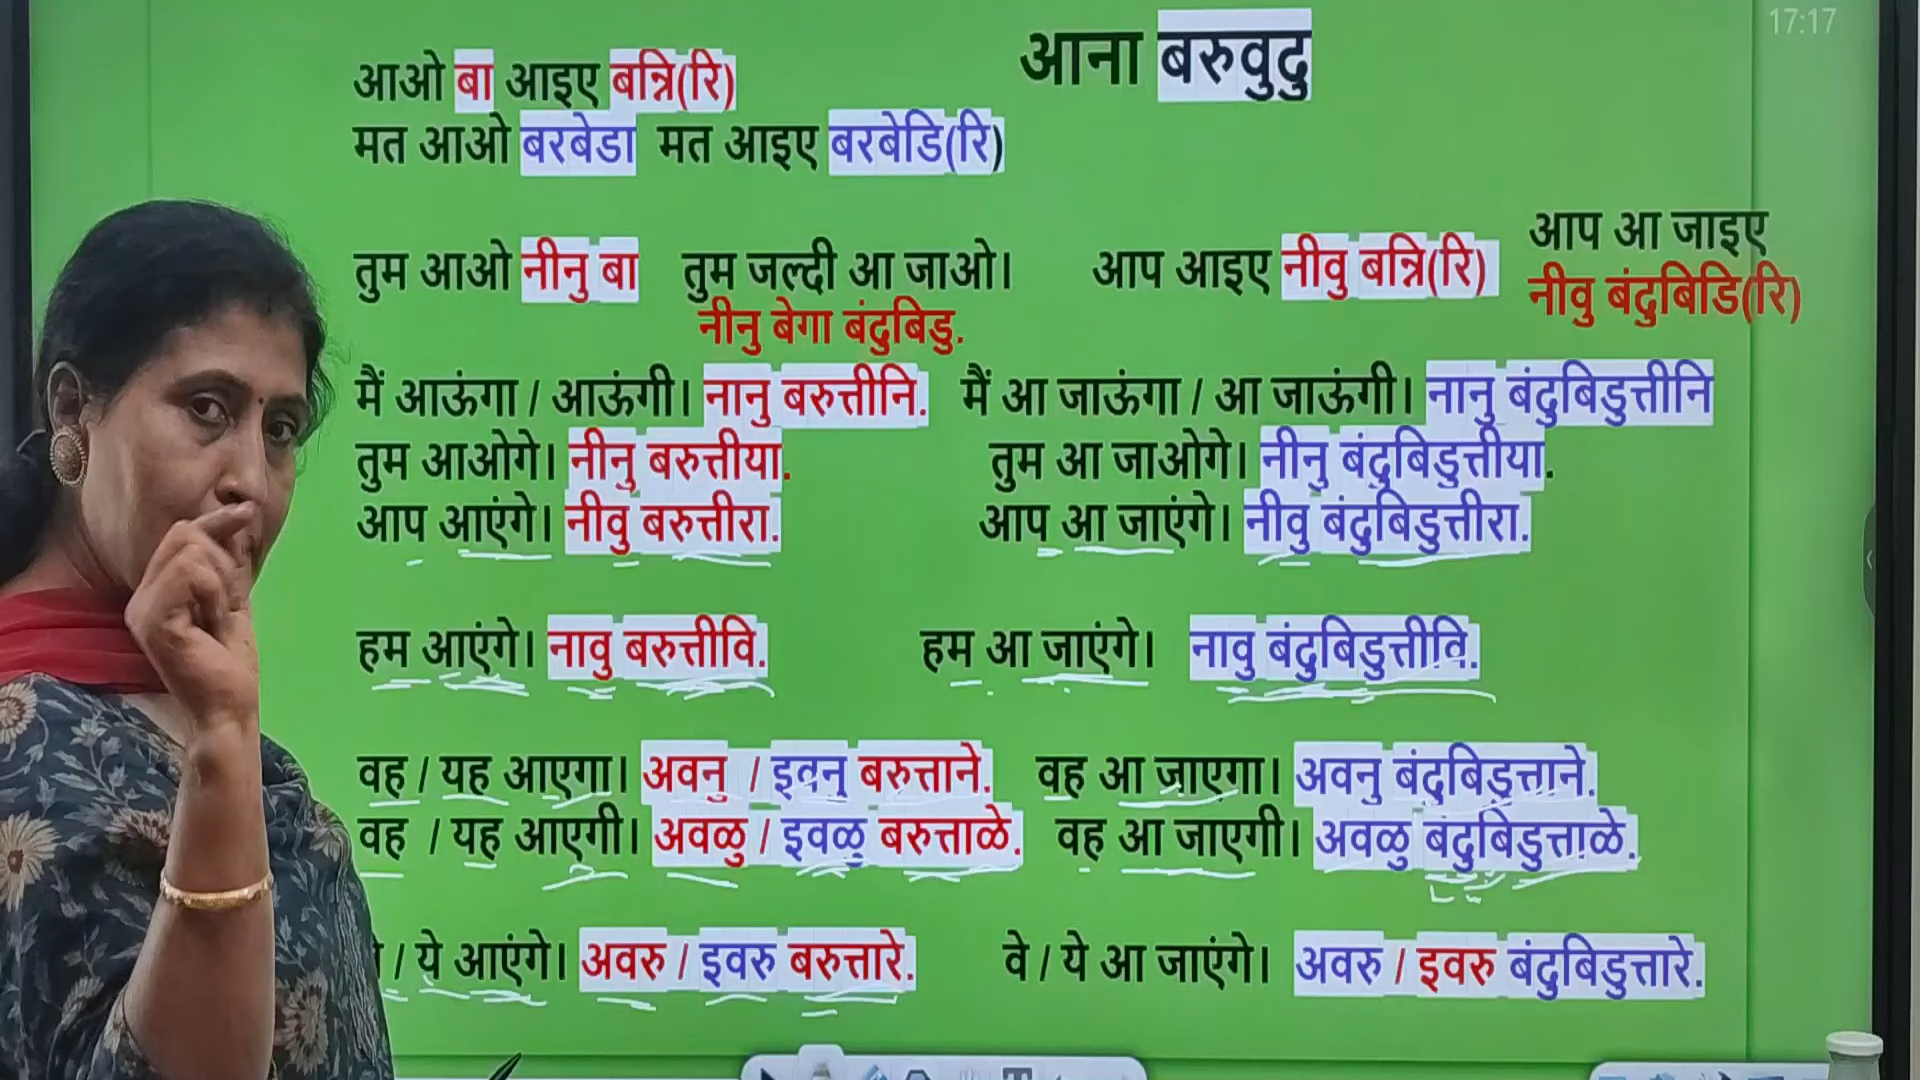 आना बरुवुदु
17:17
आओ बा आइए बन्नि(रि)
मत आओ बरबेडा मत आइए बरबेडि(रि)
तुम आओ नीनु बा तुम जल्दी आ जाओ। आप आइए नीवु बन्नि(रि) आप आ जाइए
नीनु बेगा बंदुबिडु. नीवु बंदुबिडि(रि)
मैं आऊंगा / आऊंगी। नानु बरुत्तीनि. मैं आ जाऊंगा / आ जाऊंगी। नानु बंदुबिडुत्तीनि
तुम आओगे। नीनु बरुत्तीया. तुम आ जाओगे। नीनु बंदुबिडुत्तीया.
आप आएंगे। नीवु बरुत्तीरा. आप आ जाएंगे। नीवु बंदुबिडुत्तीरा.
हम आएंगे। नावु बरुत्तीवि. हम आ जाएंगे। नावु बंदुबिडुत्तीवि.
वह / यह आएगा। अवनु / इवनु बरुत्ताने. वह आ जाएगा। अवनु बंदुबिडुत्ताने.
वह / यह आएगी। अवळु / इवळु बरुत्ताळे. वह आ जाएगी। अवळु बंदुबिडुत्ताळे.
/ ये आएंगे। अवरु / इवरु बरुत्तारे. वे / ये आ जाएंगे। अवरु / इवरु बंदुबिडुत्तारे.